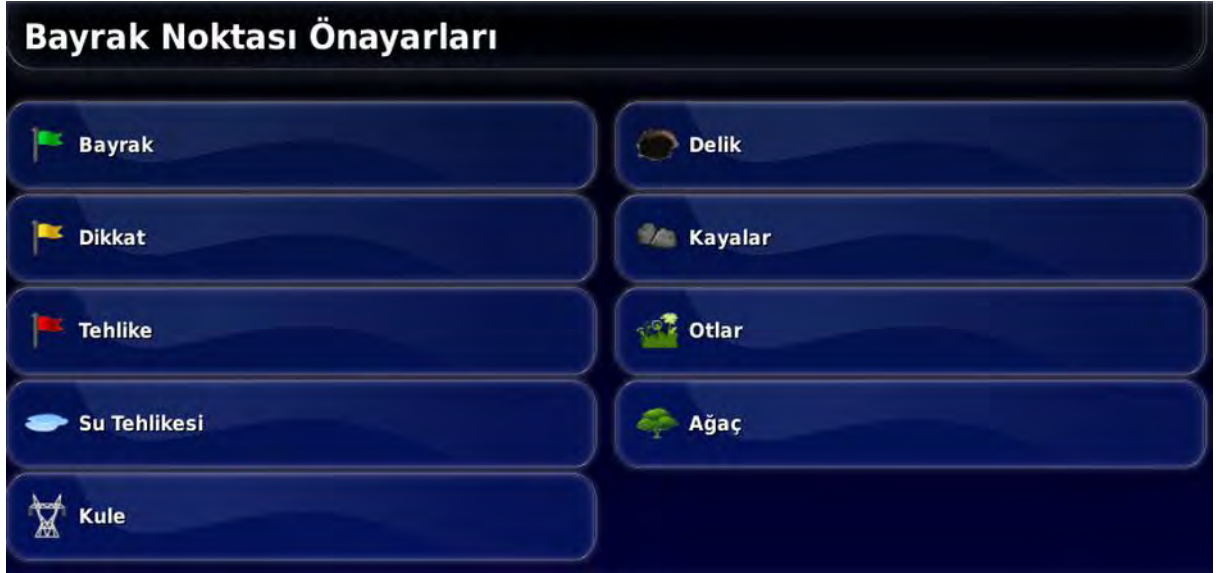 Bayrak Noktası Önayarları
Bayrak
Dikkat
Tehlike
Su Tehlikesi
Kule
Delik
Kayalar
Otlar
Ağaç